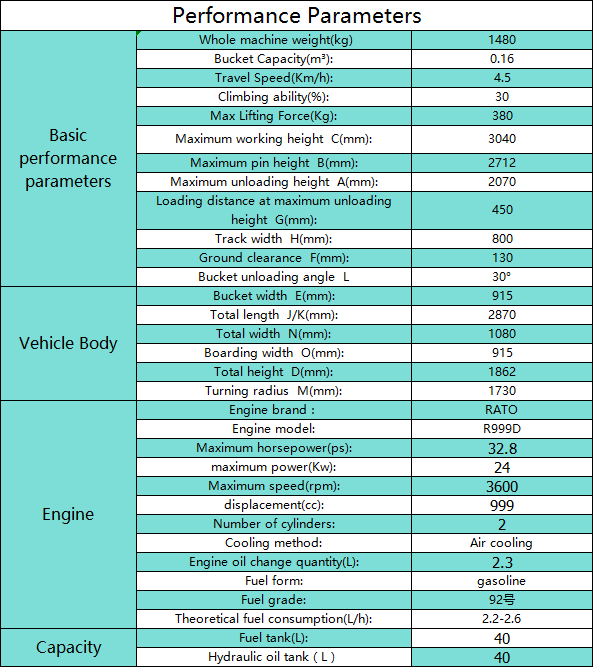 Performance Parameters
Basic performance parameters
Whole machine weight(kg) 1480
Bucket Capacity(m³): 0.16
Travel Speed(Km/h): 4.5
Climbing ability(%): 30
Max Lifting Force(Kg): 380
Maximum working height C(mm): 3040
Maximum pin height B(mm): 2712
Maximum unloading height A(mm): 2070
Loading distance at maximum unloading
height G(mm): 450
Track width H(mm): 800
Ground clearance F(mm): 130
Bucket unloading angle L 30°
Vehicle Body
Bucket width E(mm): 915
Total length J/K(mm): 2870
Total width N(mm): 1080
Boarding width O(mm): 915
Total height D(mm): 1862
Turning radius M(mm): 1730
Engine
Engine brand： RATO
Engine model: R999D
Maximum horsepower(ps): 32.8
maximum power(Kw): 24
Maximum speed(rpm): 3600
displacement(cc): 999
Number of cylinders: 2
Cooling method: Air cooling
Engine oil change quantity(L): 2.3
Fuel form: gasoline
Fuel grade: 92号
Theoretical fuel consumption(L/h): 2.2-2.6
Capacity
Fuel tank(L): 40
Hydraulic oil tank（L） 40